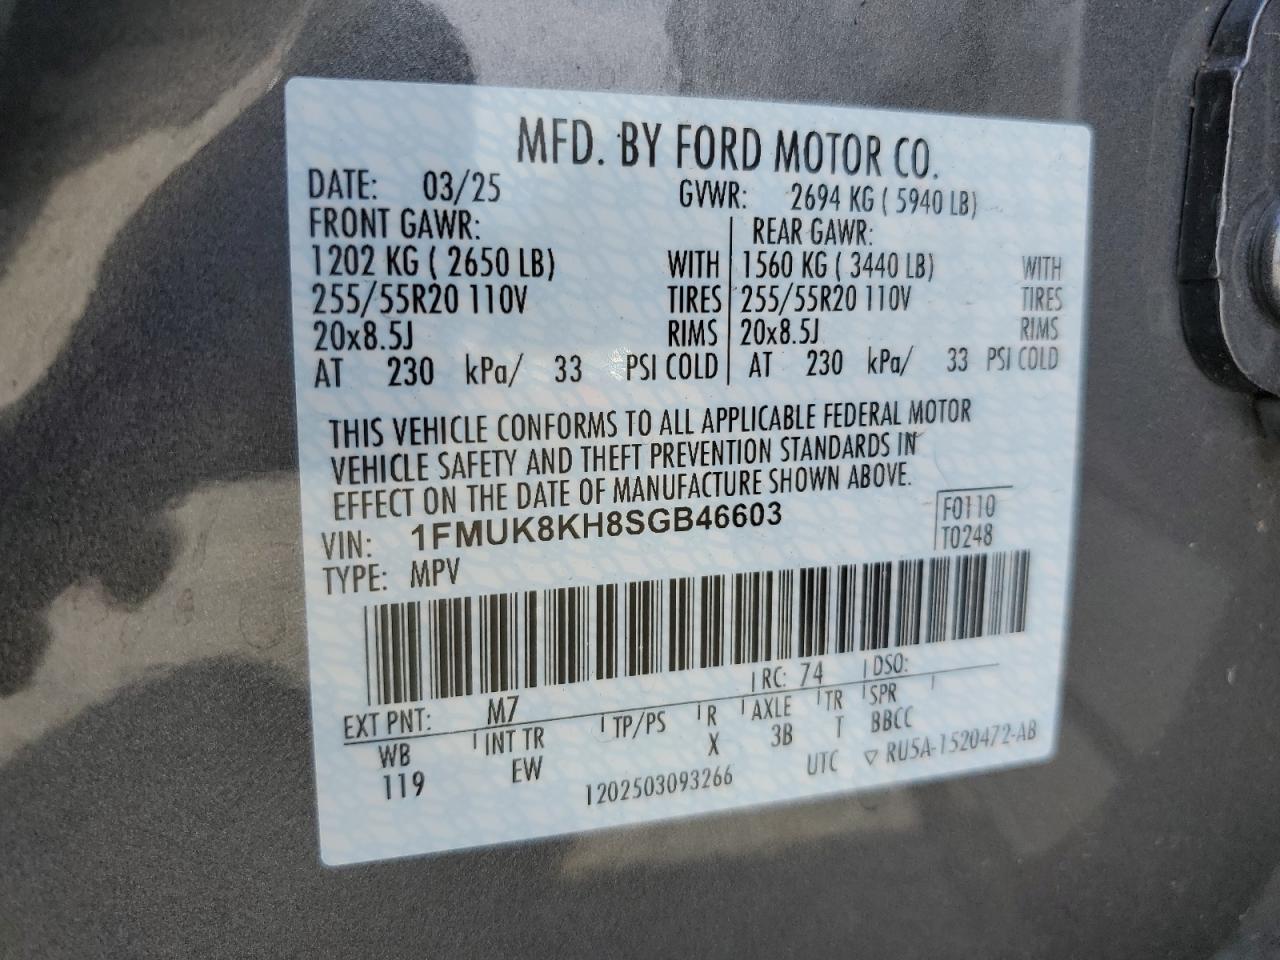 MFD. BY FORD MOTOR CO.
DATE: 03/25 GVWR: 2694 KG ( 5940 LB)
FRONT GAWR: REAR GAWR:
1202 KG ( 2650 LB) WITH 1560 KG ( 3440 LB) WITH
255/55R20 110V TIRES 255/55R20 110V TIRES
20x8.5J RIMS 20x8.5J RIMS
AT 230 kPa/ 33 PSI COLD AT 230 kPa/ 33 PSI COLD
THIS VEHICLE CONFORMS TO ALL APPLICABLE FEDERAL MOTOR
VEHICLE SAFETY AND THEFT PREVENTION STANDARDS IN
EFFECT ON THE DATE OF MANUFACTURE SHOWN ABOVE.
VIN: 1FMUK8KH8SGB46603 F0110
TYPE: MPV T0248
EXT PNT: M7 RC: 74 DSO:
WB INT TR TP/PS R AXLE TR SPR
119 EW X 3B T BBCC
1202503093266 UTC ▽ RU5A-1520472-AB